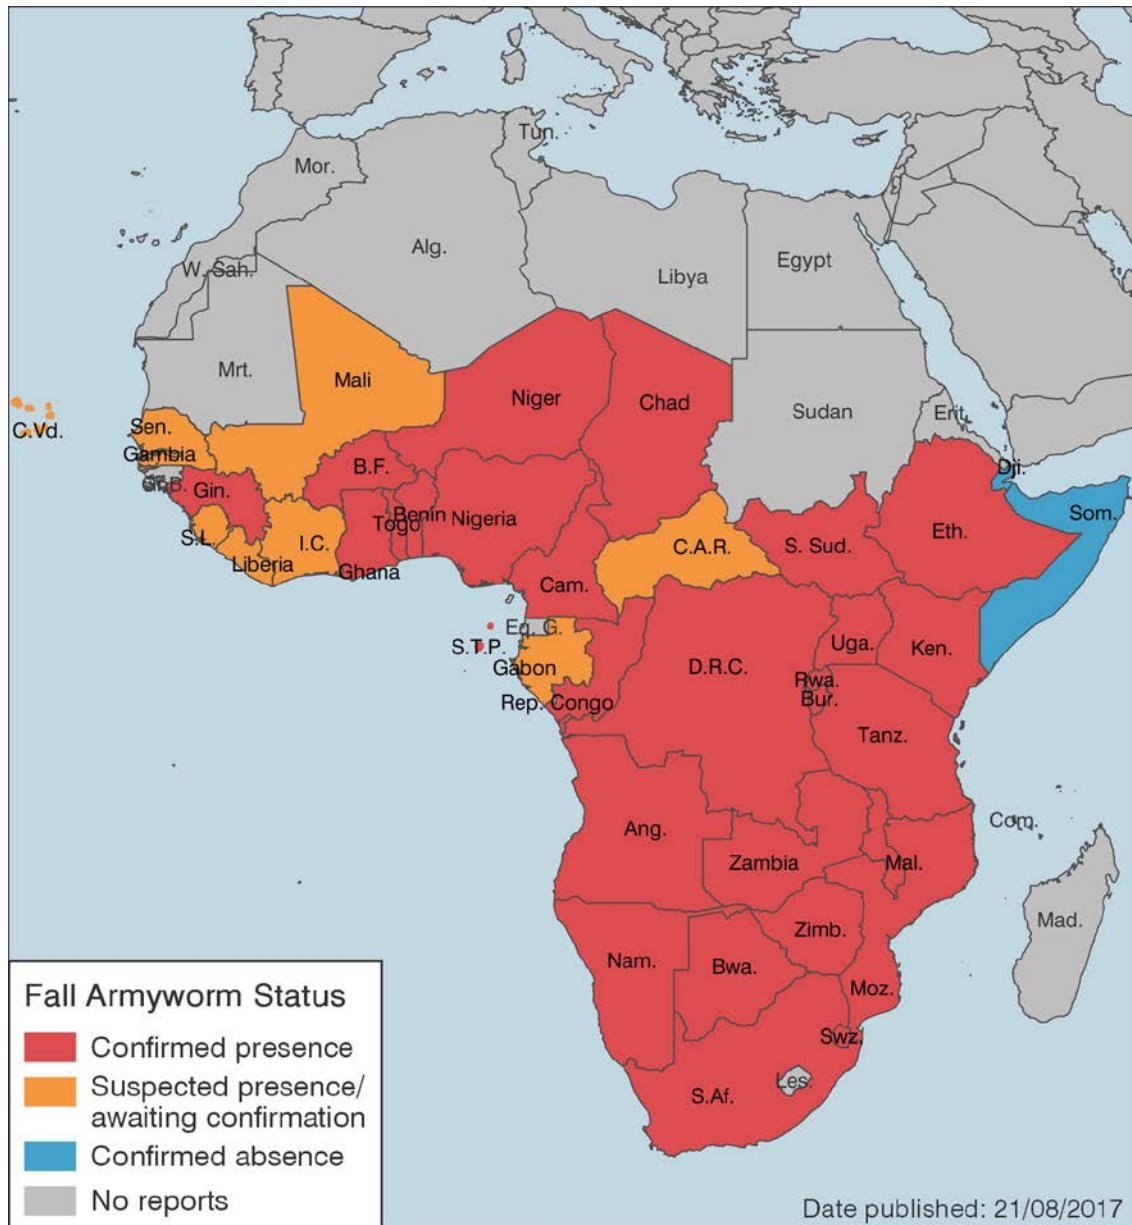 Tun.
Mor.
Alg.
Libya
Egypt
W. Sah.
Mrt.
Mali
Niger
Chad
Sudan
Erit.
C.Vd.
Sen.
Gambia
Gn.B.
Gin.
B.F.
Benin
Togo
Nigeria
Dji.
Som.
Eth.
S.L.
Liberia
I.C.
Ghana
C.A.R.
S. Sud.
Cam.
Eq. G.
S.T.P.
Gabon
Rep. Congo
D.R.C.
Uga.
Ken.
Rwa.
Bur.
Tanz.
Com.
Ang.
Zambia
Mal.
Mad.
Zimb.
Nam.
Bwa.
Moz.
Swz.
Les.
S.Af.
Fall Armyworm Status
Confirmed presence
Suspected presence/
awaiting confirmation
Confirmed absence
No reports
Date published: 21/08/2017